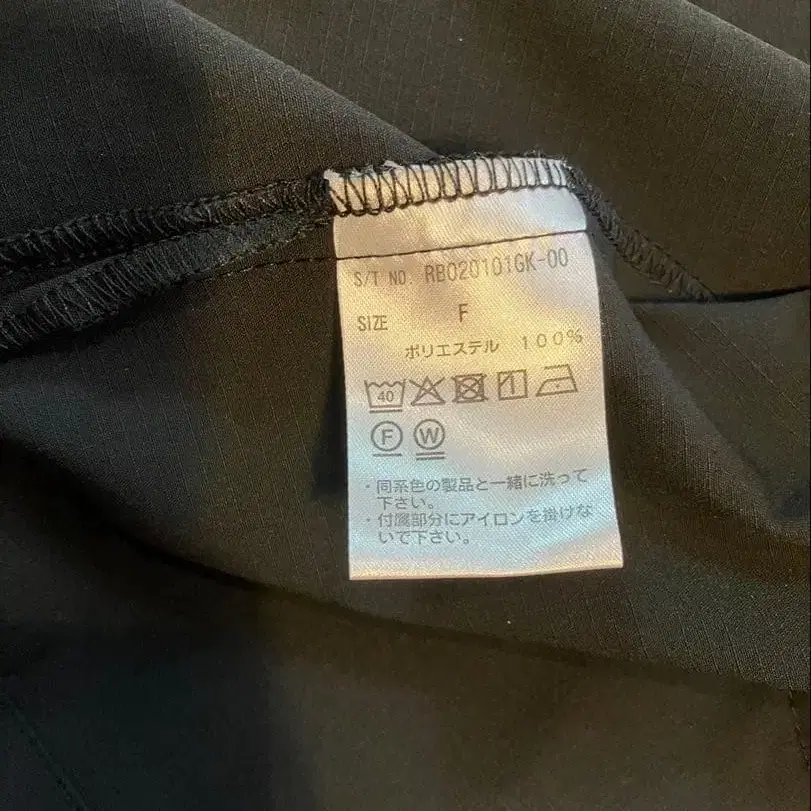 S/T NO. RB020101GK-00
SIZE F
ポリエステル 100%
40
F W
・同系色の製品と一緒に洗って
下さい。
・付属部分にアイロンを掛けな
いで下さい。